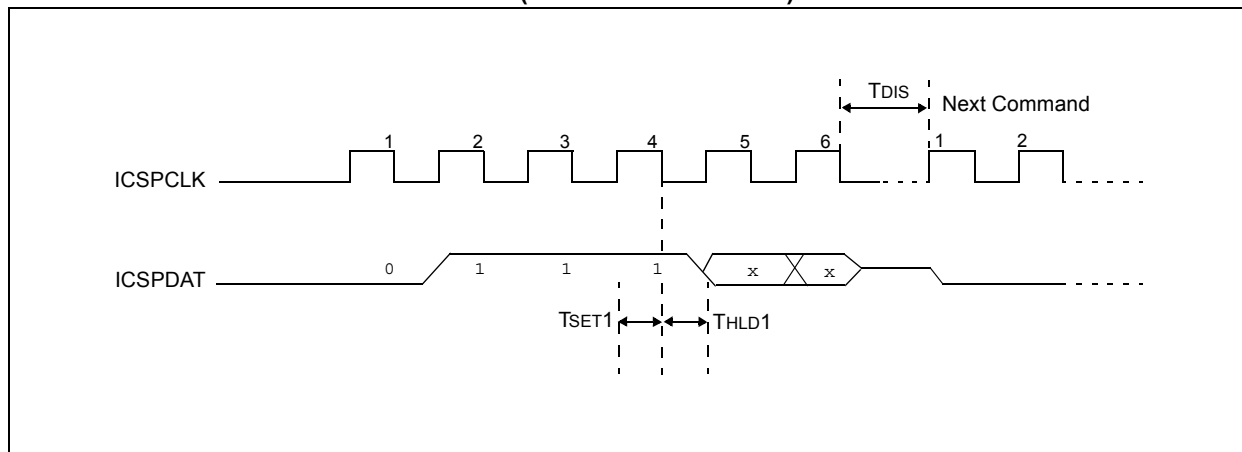 TDIS
Next Command
1 2 3 4 5 6 1 2
ICSPCLK
0 1 1 1 x x
ICSPDAT
TSET1 THLD1